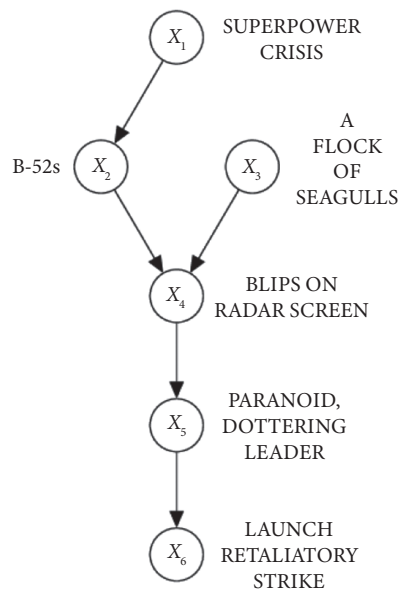 X₁
SUPERPOWER
CRISIS
B-52s
X₂
X₃
A
FLOCK
OF
SEAGULLS
X₄
BLIPS ON
RADAR SCREEN
X₅
PARANOID,
DOTTERING
LEADER
X₆
LAUNCH
RETALIATORY
STRIKE